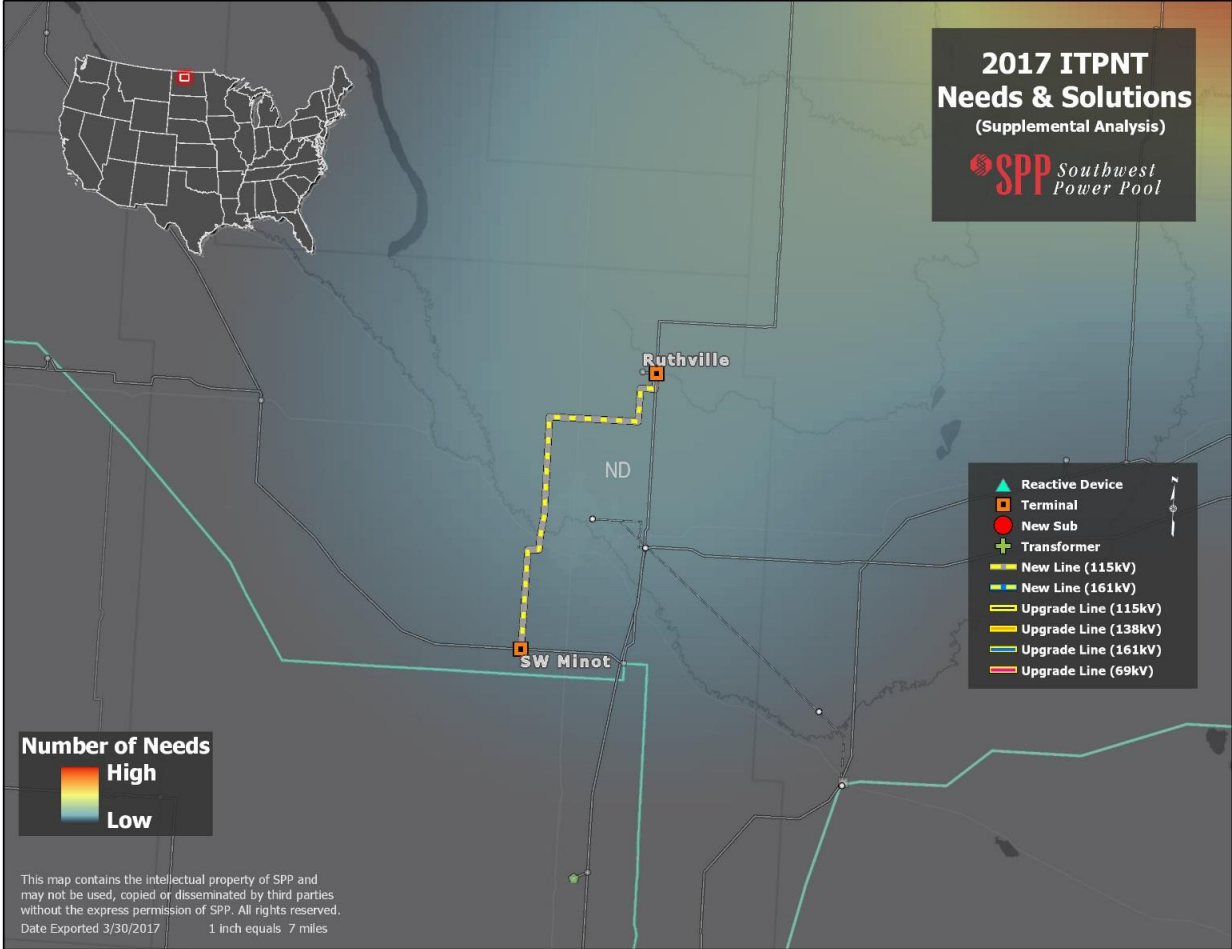 2017 ITPNT
Needs & Solutions
(Supplemental Analysis)
SPP Southwest
Power Pool
Ruthville
ND
SW Minot
Reactive Device
Terminal
New Sub
Transformer
New Line (115kV)
New Line (161kV)
Upgrade Line (115kV)
Upgrade Line (138kV)
Upgrade Line (161kV)
Upgrade Line (69kV)
N
Number of Needs
High
Low
This map contains the intellectual property of SPP and
may not be used, copied or disseminated by third parties
without the express permission of SPP. All rights reserved.
Date Exported 3/30/2017 1 inch equals 7 miles